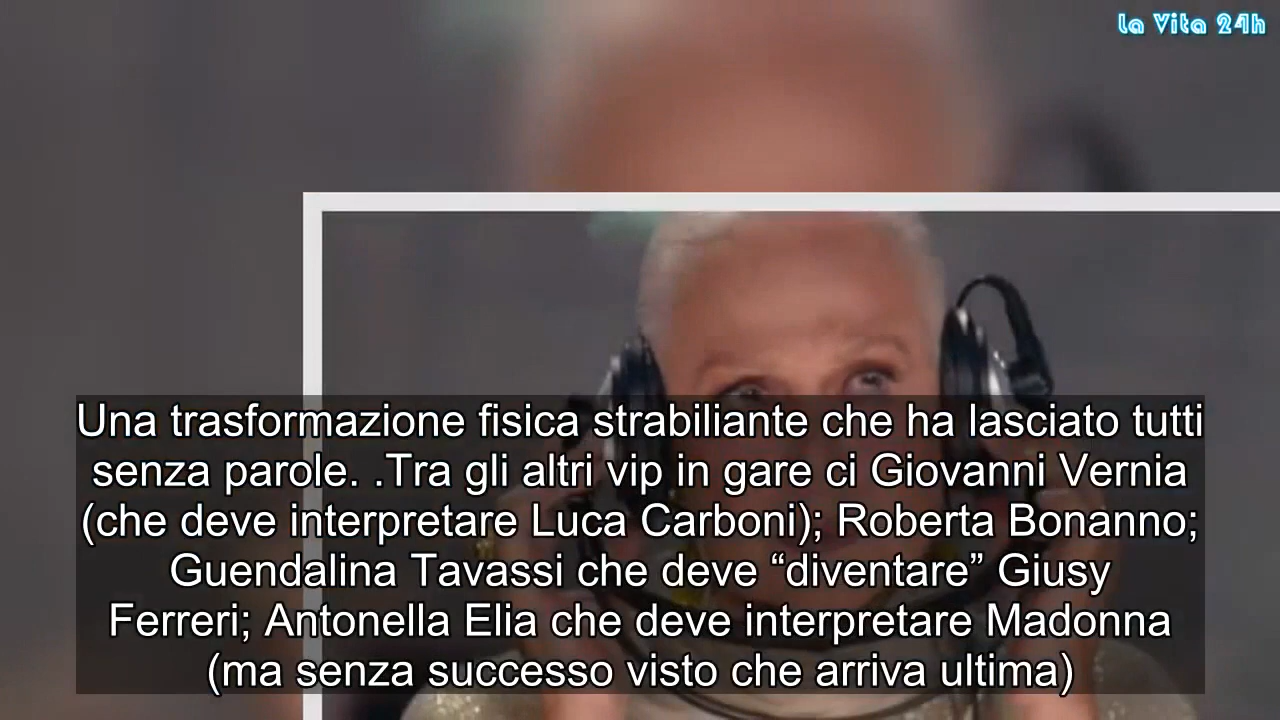 La Vita 24h
Una trasformazione fisica strabiliante che ha lasciato tutti
senza parole. .Tra gli altri vip in gare ci Giovanni Vernia
(che deve interpretare Luca Carboni); Roberta Bonanno;
Guendalina Tavassi che deve “diventare” Giusy
Ferreri; Antonella Elia che deve interpretare Madonna
(ma senza successo visto che arriva ultima)